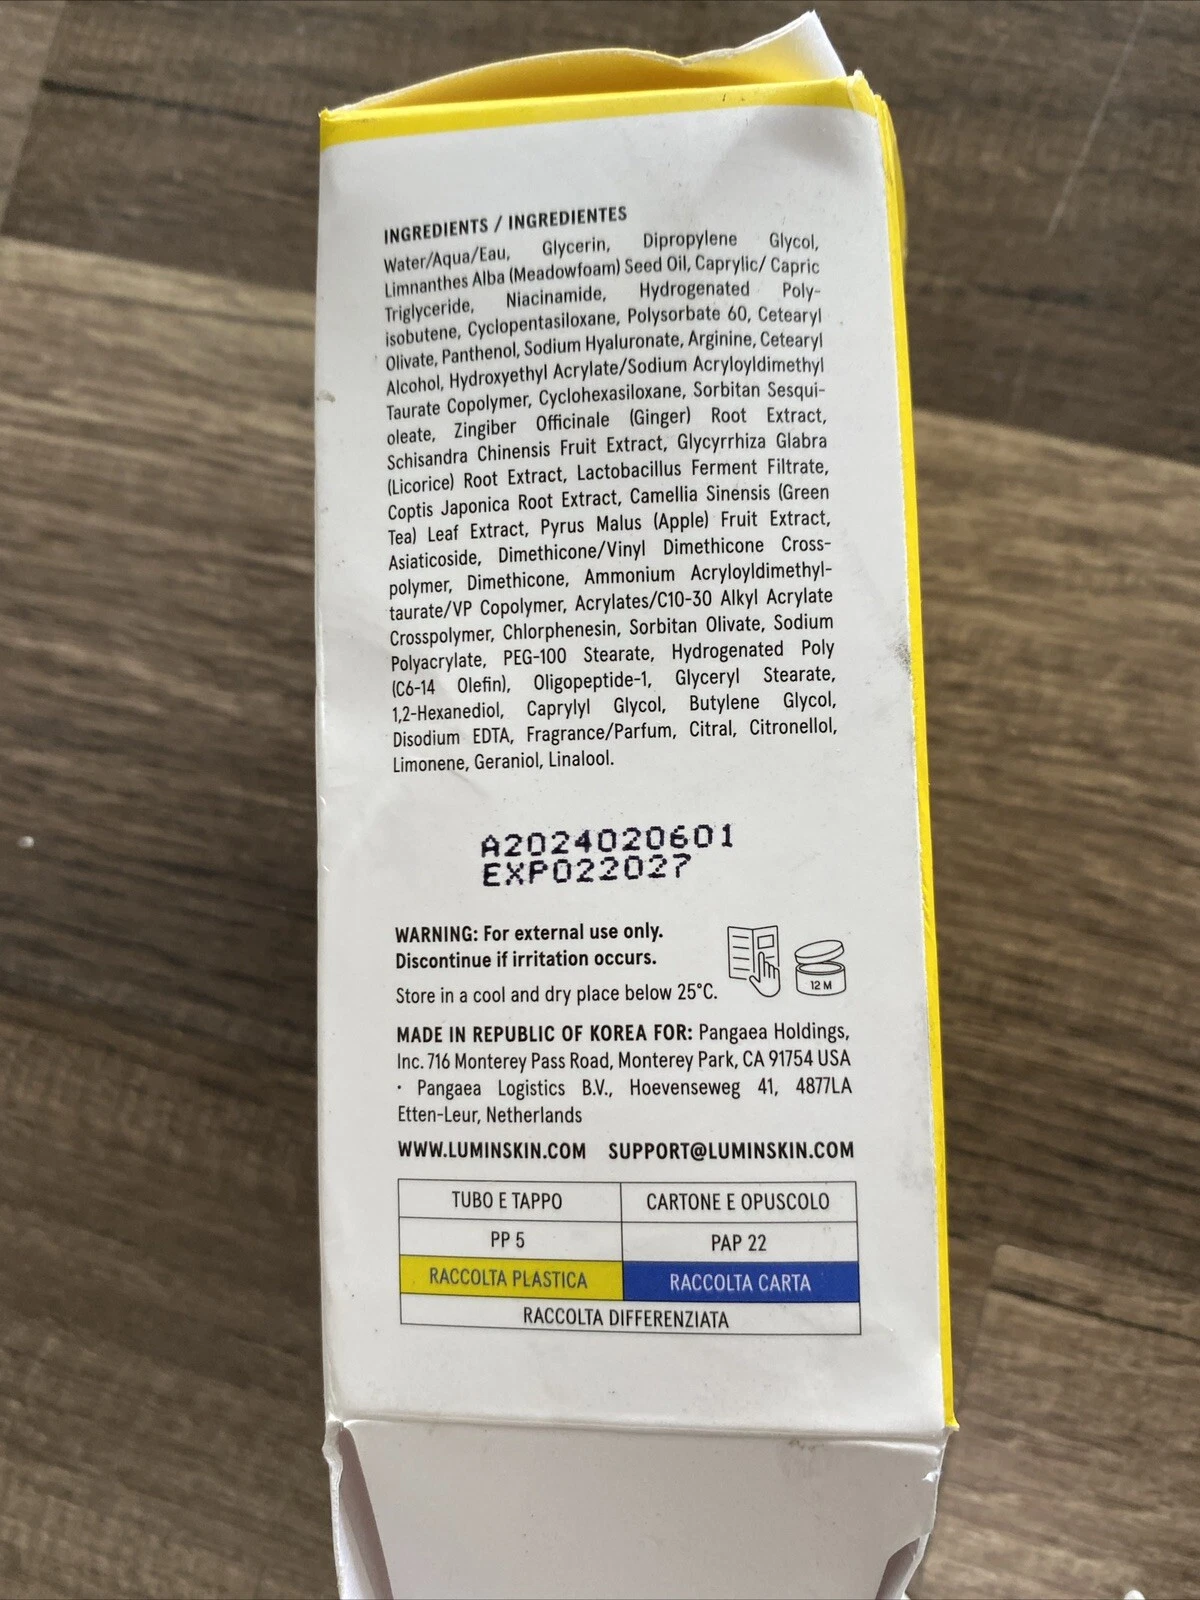 INGREDIENTS / INGREDIENTES
Water/Aqua/Eau, Glycerin, Dipropylene Glycol,
Limnanthes Alba (Meadowfoam) Seed Oil, Caprylic/ Capric
Triglyceride, Niacinamide, Hydrogenated Poly-
isobutene, Cyclopentasiloxane, Polysorbate 60, Cetearyl
Olivate, Panthenol, Sodium Hyaluronate, Arginine, Cetearyl
Alcohol, Hydroxyethyl Acrylate/Sodium Acryloyldimethyl
Taurate Copolymer, Cyclohexasiloxane, Sorbitan Sesqui-
oleate, Zingiber Officinale (Ginger) Root Extract,
Schisandra Chinensis Fruit Extract, Glycyrrhiza Glabra
(Licorice) Root Extract, Lactobacillus Ferment Filtrate,
Coptis Japonica Root Extract, Camellia Sinensis (Green
Tea) Leaf Extract, Pyrus Malus (Apple) Fruit Extract,
Asiaticoside, Dimethicone/Vinyl Dimethicone Cross-
polymer, Dimethicone, Ammonium Acryloyldimethyl-
taurate/VP Copolymer, Acrylates/C10-30 Alkyl Acrylate
Crosspolymer, Chlorphenesin, Sorbitan Olivate, Sodium
Polyacrylate, PEG-100 Stearate, Hydrogenated Poly
(C6-14 Olefin), Oligopeptide-1, Glyceryl Stearate,
1,2-Hexanediol, Caprylyl Glycol, Butylene Glycol,
Disodium EDTA, Fragrance/Parfum, Citral, Citronellol,
Limonene, Geraniol, Linalool.
A2024020601
EXP022027
WARNING: For external use only.
Discontinue if irritation occurs.
Store in a cool and dry place below 25°C.
12 M
MADE IN REPUBLIC OF KOREA FOR: Pangaea Holdings,
Inc. 716 Monterey Pass Road, Monterey Park, CA 91754 USA
· Pangaea Logistics B.V., Hoevenseweg 41, 4877LA
Etten-Leur, Netherlands
WWW.LUMINSKIN.COM SUPPORT@LUMINSKIN.COM
TUBO E TAPPO CARTONE E OPUSCOLO
PP 5 PAP 22
RACCOLTA PLASTICA RACCOLTA CARTA
RACCOLTA DIFFERENZIATA